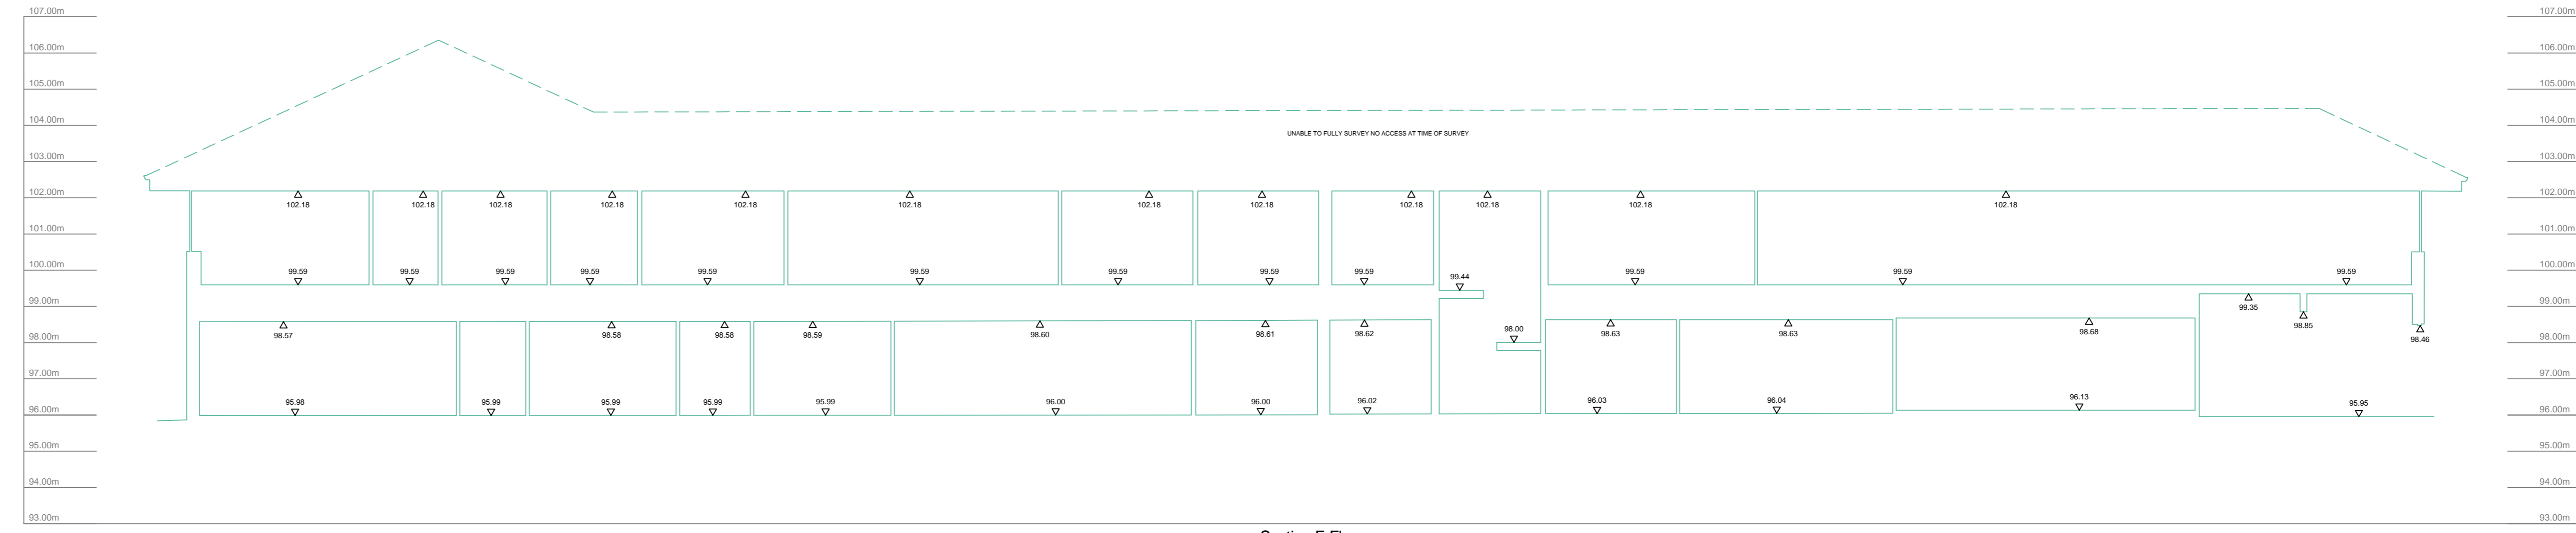 107.00m 107.00m
106.00m 106.00m
105.00m 105.00m
104.00m 104.00m
UNABLE TO FULLY SURVEY NO ACCESS AT TIME OF SURVEY
103.00m 103.00m
102.00m 102.00m
102.18 102.18 102.18 102.18 102.18 102.18 102.18 102.18 102.18 102.18 102.18 102.18
101.00m 101.00m
100.00m 100.00m
99.59 99.59 99.59 99.59 99.59 99.59 99.59 99.59 99.59 99.59 99.59 99.59
99.44
99.00m 99.00m
99.35
98.85
98.00
98.57 98.58 98.58 98.59 98.60 98.61 98.62 98.63 98.63 98.68
98.46
98.00m 98.00m
97.00m 97.00m
95.98 95.99 95.99 95.99 95.99 96.00 96.00 96.02 96.03 96.04 96.13 95.95
96.00m 96.00m
95.00m 95.00m
94.00m 94.00m
93.00m 93.00m